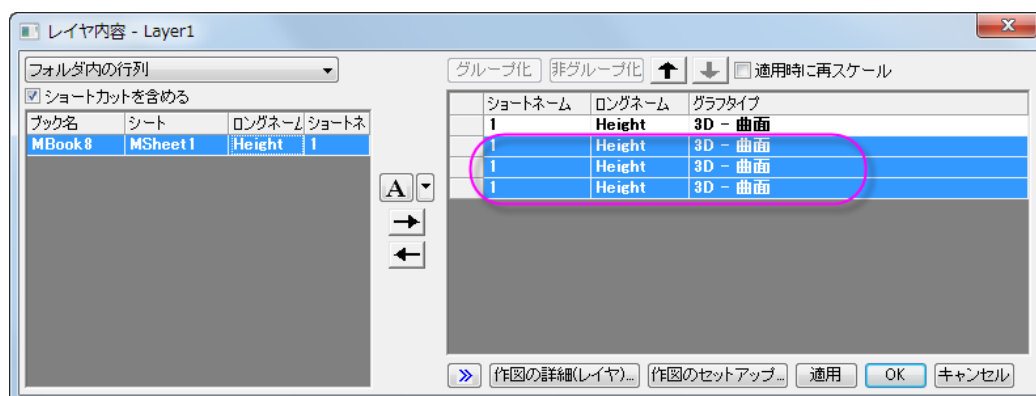 レイヤ内容 - Layer1
フォルダ内の行列
ショートカットを含める
ブック名 シート ロングネーム ショートネ
MBook8 MSheet1 Height 1
A
グループ化 非グループ化 適用時に再スケール
ショートネーム ロングネーム グラフタイプ
1 Height 3D - 曲面
1 Height 3D - 曲面
1 Height 3D - 曲面
1 Height 3D - 曲面
作図の詳細(レイヤ)... 作図のセットアップ... 適用 OK キャンセル